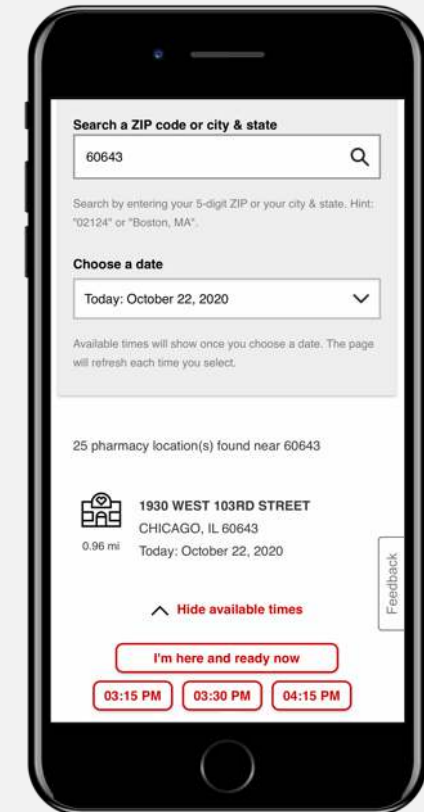 Search a ZIP code or city & state
60643
Search by entering your 5-digit ZIP or your city & state. Hint:
"02124" or "Boston, MA".
Choose a date
Today: October 22, 2020
Available times will show once you choose a date. The page
will refresh each time you select.
25 pharmacy location(s) found near 60643
1930 WEST 103RD STREET
CHICAGO, IL 60643
0.96 mi
Today: October 22, 2020
Feedback
Hide available times
I'm here and ready now
03:15 PM 03:30 PM 04:15 PM